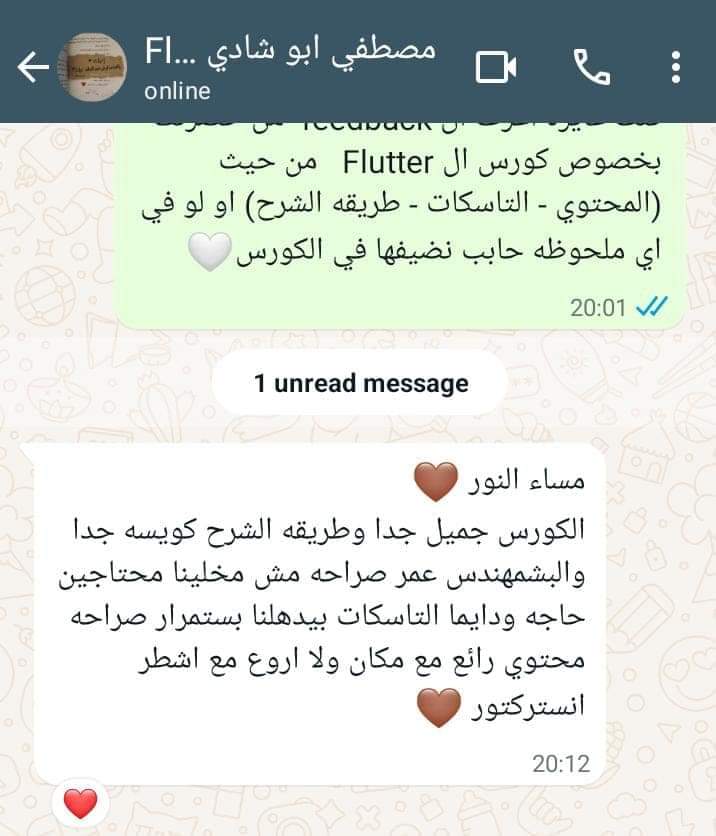 مصطفي ابو شادي Fl...
online
feedback
بخصوص كورس ال Flutter من حيث
(المحتوي - التاسكات - طريقه الشرح) او لو في
اي ملحوظه حابب نضيفها في الكورس🤍
20:01
1 unread message
مساء النور 🤎
الكورس جميل جدا وطريقه الشرح كويسه جدا
والبشمهندس عمر صراحه مش مخلينا محتاجين
حاجه ودايما التاسكات بيدهلنا بستمرار صراحه
محتوي رائع مع مكان ولا اروع مع اشطر
انستركتور 🤎
20:12
❤️